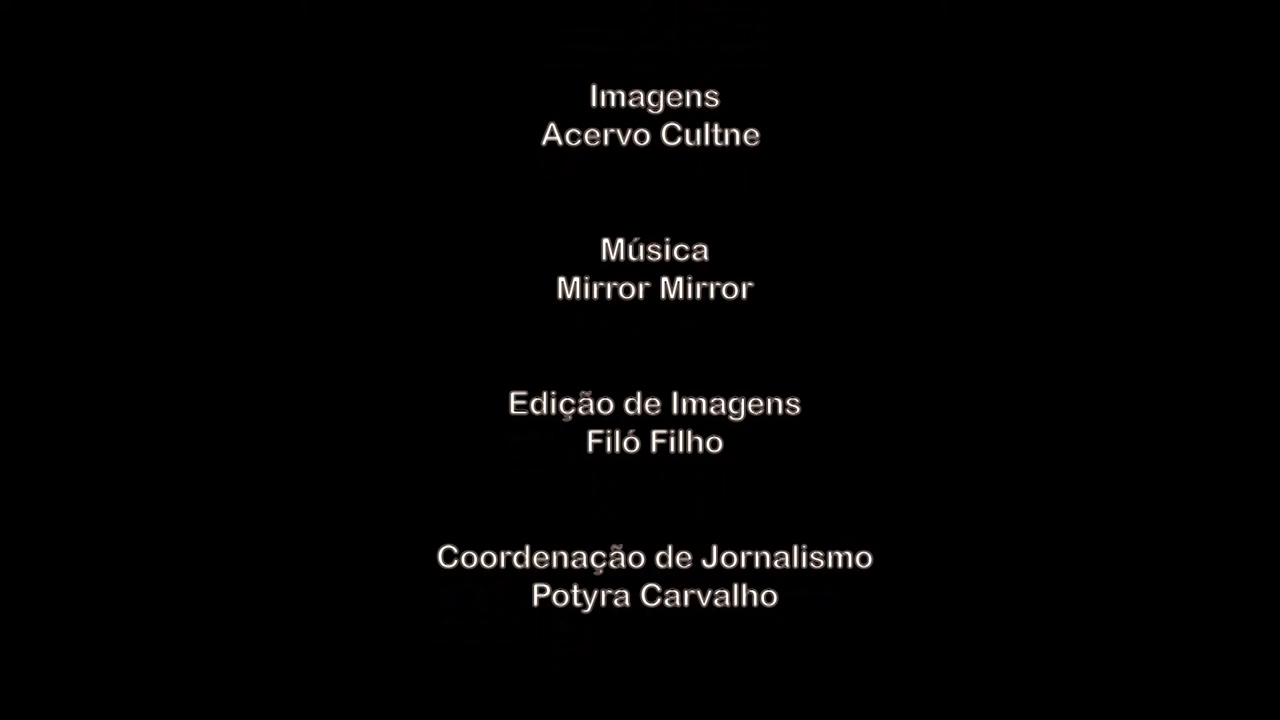 Imagens
Acervo Cultne
Música
Mirror Mirror
Edição de Imagens
Filó Filho
Coordenação de Jornalismo
Potyra Carvalho